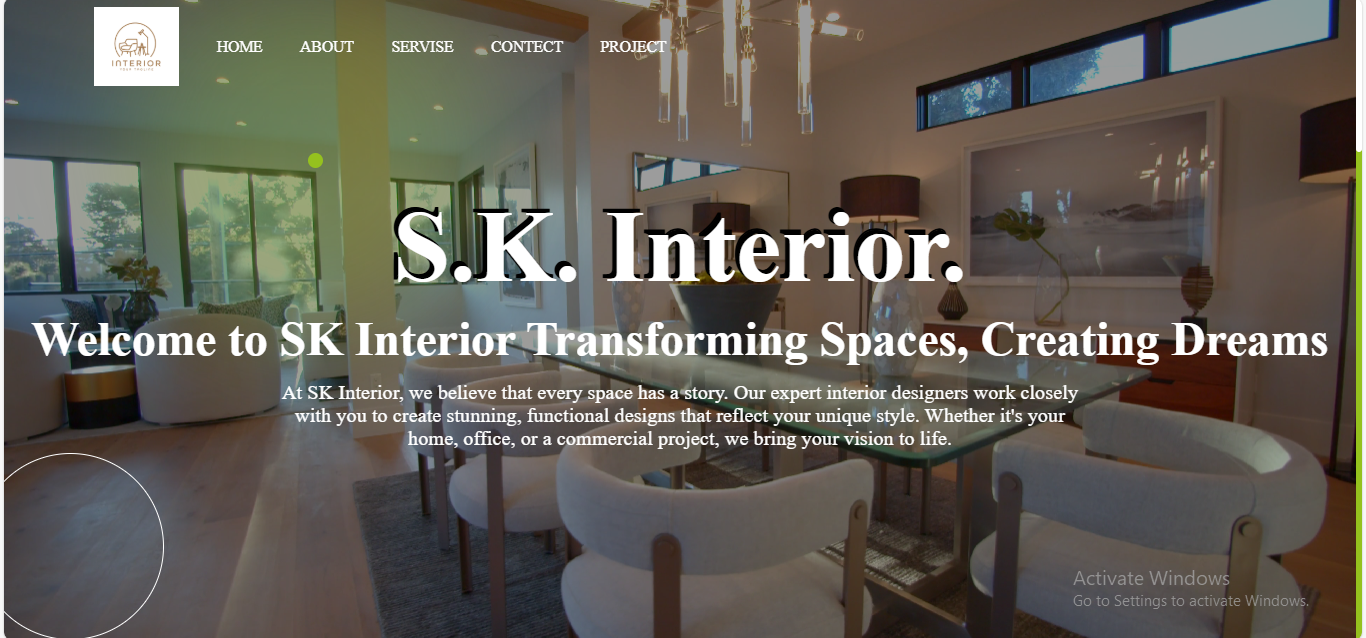 HOME ABOUT SERVISE CONTECT PROJECT
INTERIOR
S.K. Interior.
Welcome to SK Interior Transforming Spaces, Creating Dreams
At SK Interior, we believe that every space has a story. Our expert interior designers work closely
with you to create stunning, functional designs that reflect your unique style. Whether it's your
home, office, or a commercial project, we bring your vision to life.
Activate Windows
Go to Settings to activate Windows.